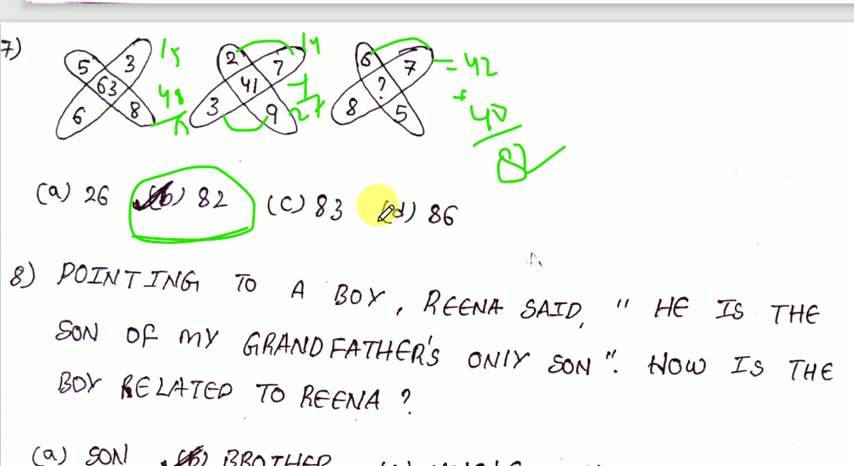 7)
5 3 15
63
6 8 48
2 7 14
41
3 9 27
6 7 = 42
?
8 5 + 40
82
(a) 26 (b) 82 (c) 83 (d) 86
8) POINTING TO A BOY, REENA SAID, " HE IS THE
SON OF MY GRANDFATHER'S ONLY SON". HOW IS THE
BOY RELATED TO REENA ?
(a) SON (b) BROTHER